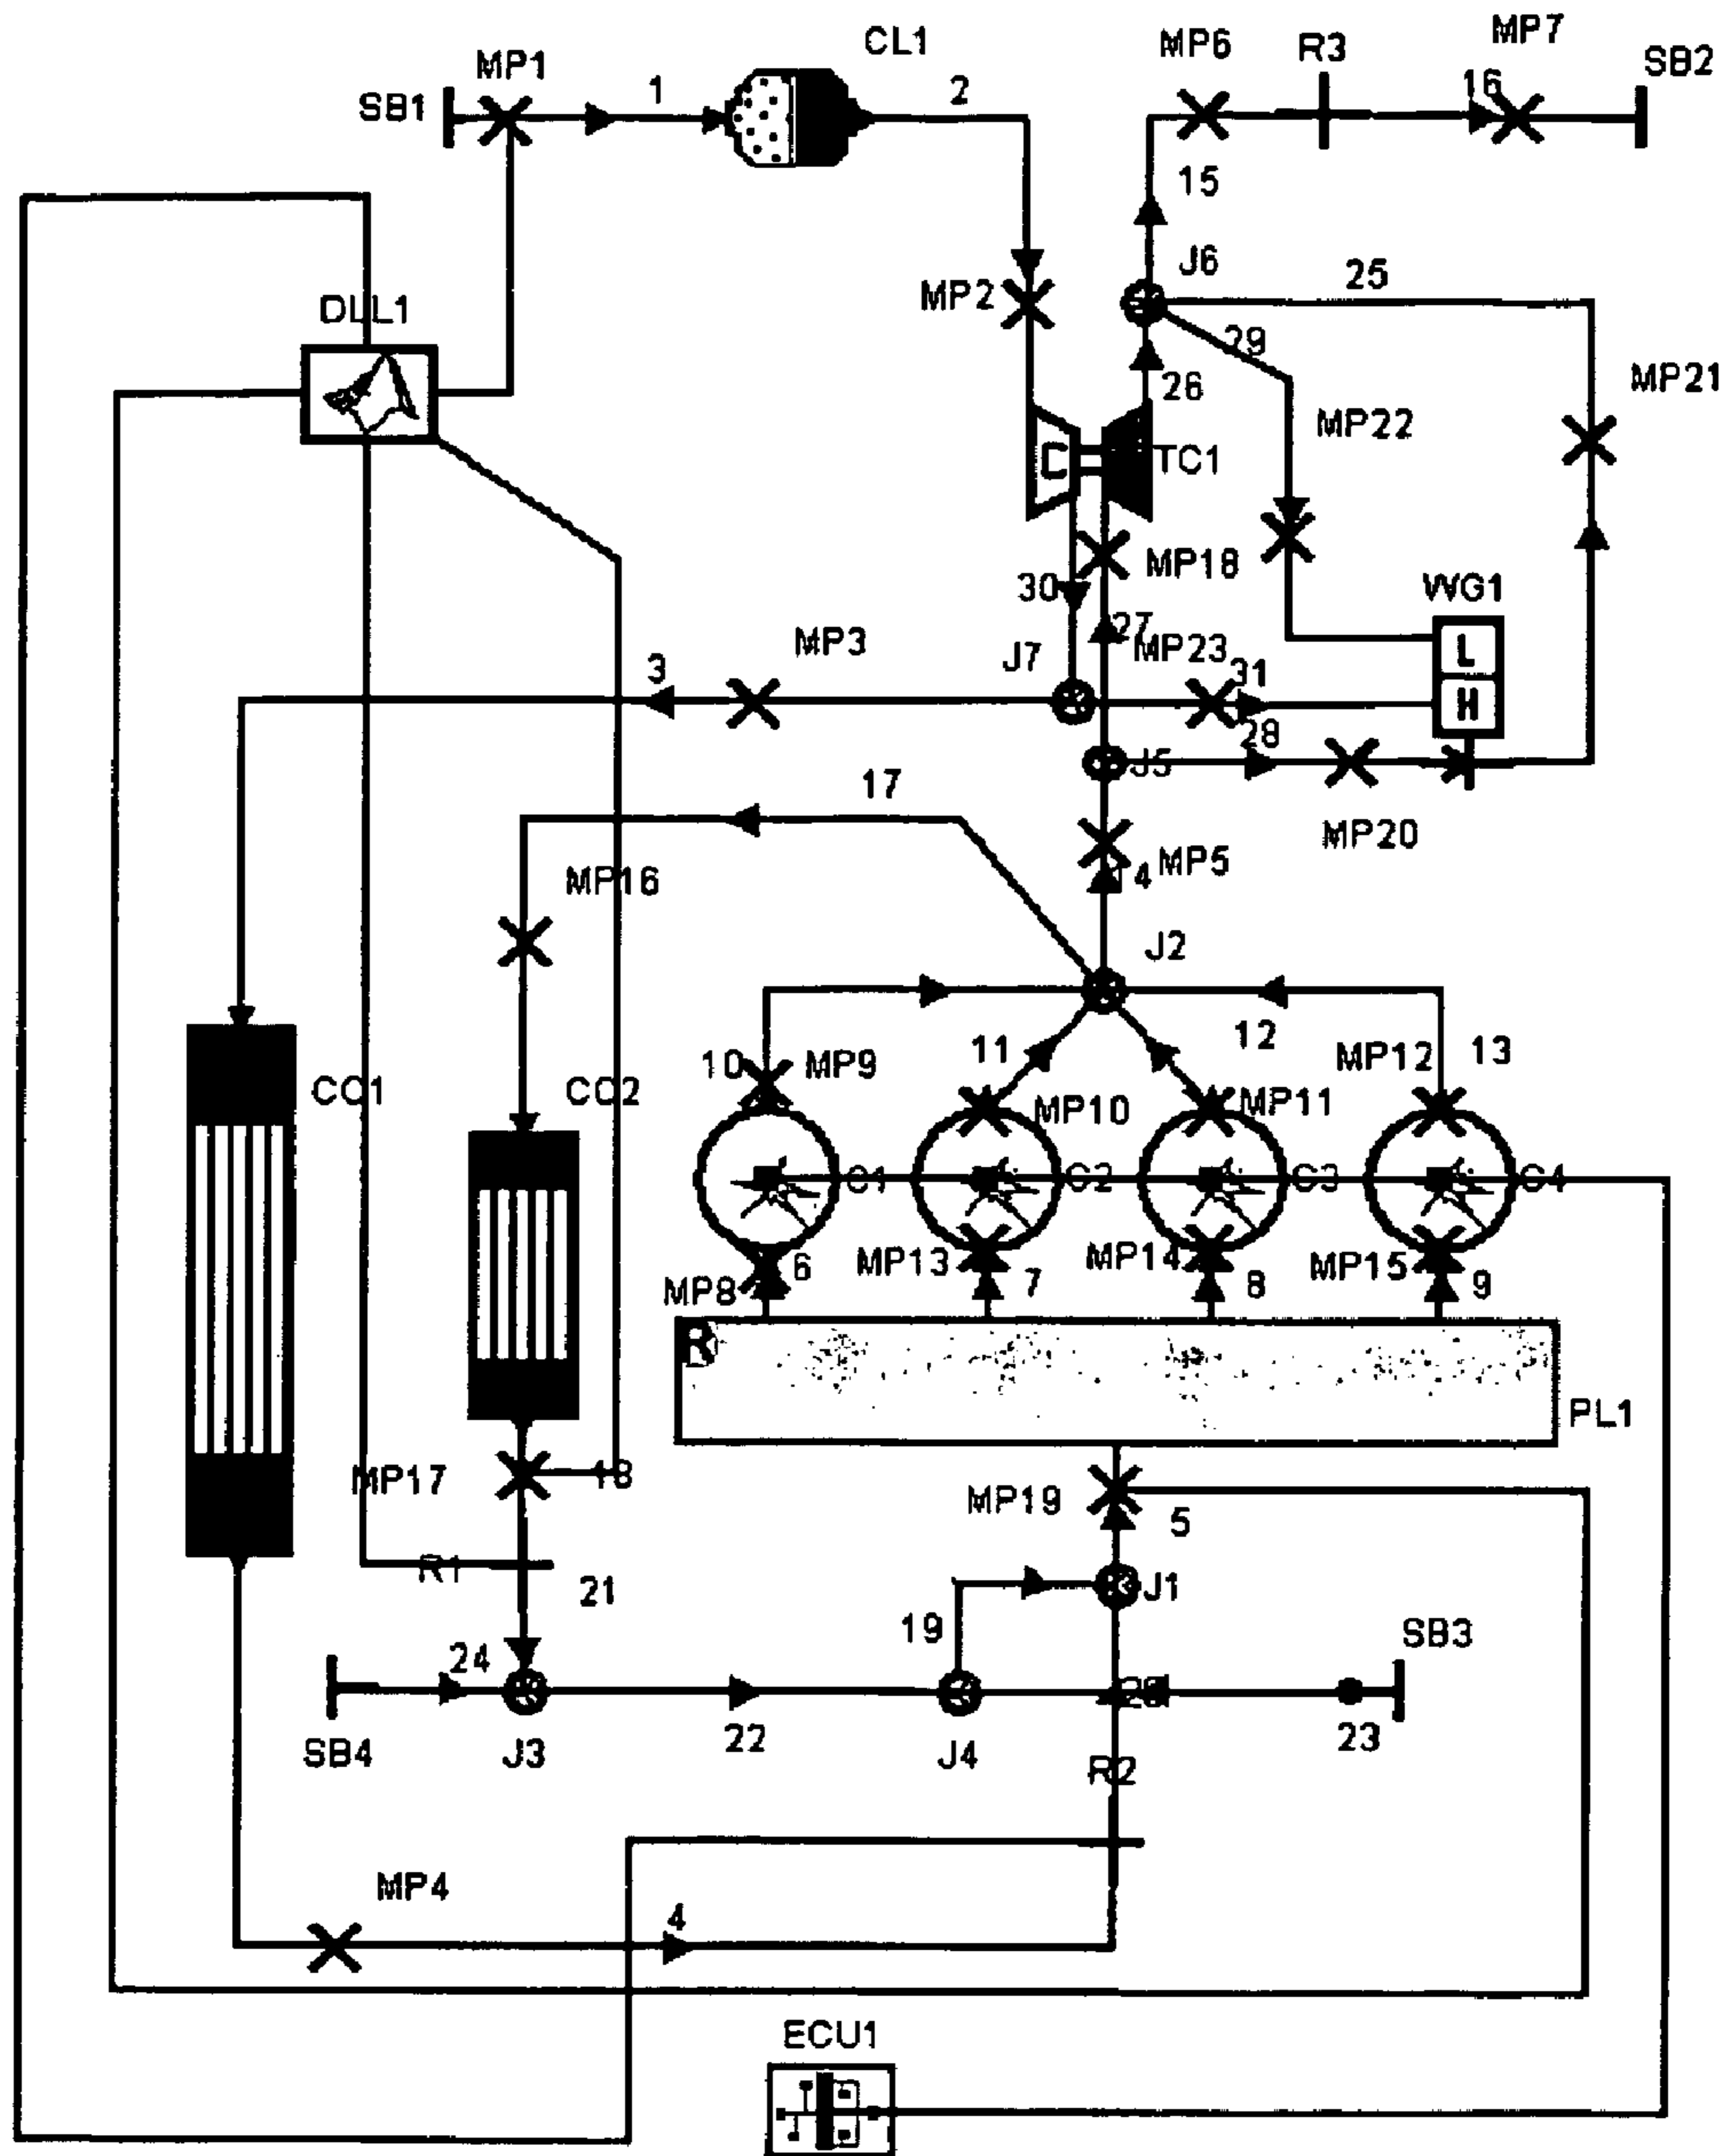 CL1
MP6
R3
MP7
MP1
SB2
SB1
1
2
16
15
DLL1
J6
25
MP2
29
MP21
26
MP22
C
TC1
MP18
30
WG1
27
MP3
J7
MP23
L
3
31
H
28
J5
17
MP20
MP5
MP16
J2
12
11
MP12
13
10
MP9
CO1
CO2
MP10
MP11
C1
C2
C3
C4
6
MP13
MP14
MP15
MP8
7
8
9
R
PL1
MP17
18
MP19
5
R1
21
J1
19
SB3
24
22
23
SB4
J3
J4
R2
MP4
4
ECU1